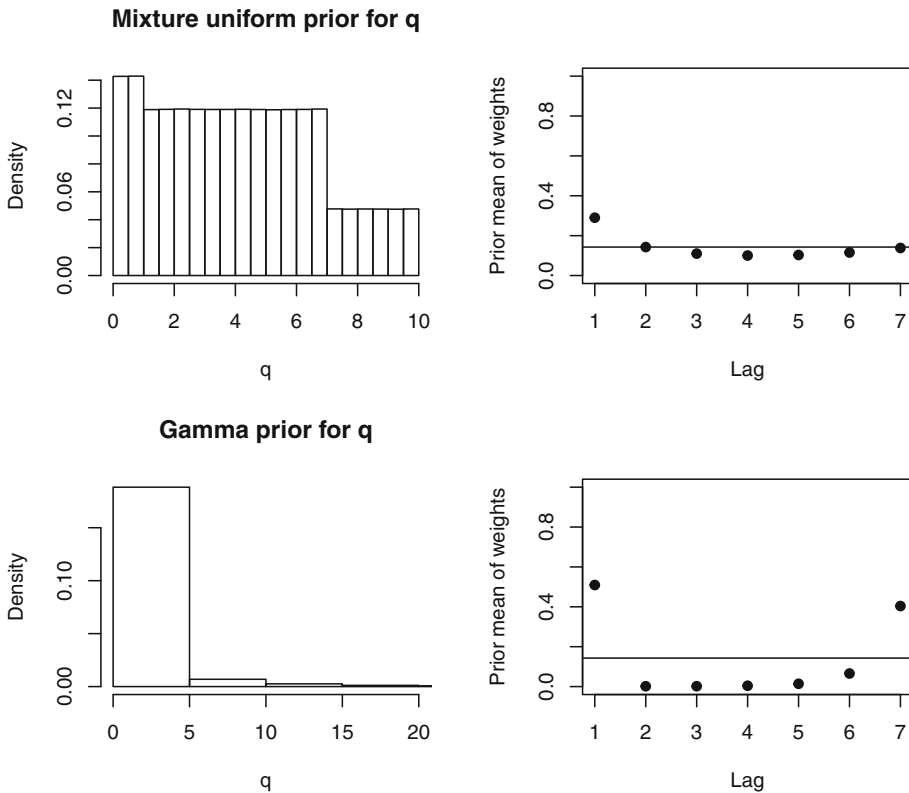 Mixture uniform prior for q
Density
0.00 0.06 0.12
0 2 4 6 8 10
q
Prior mean of weights
0.0 0.4 0.8
1 2 3 4 5 6 7
Lag
Gamma prior for q
Density
0.00 0.10
0 5 10 15 20
q
Prior mean of weights
0.0 0.4 0.8
1 2 3 4 5 6 7
Lag